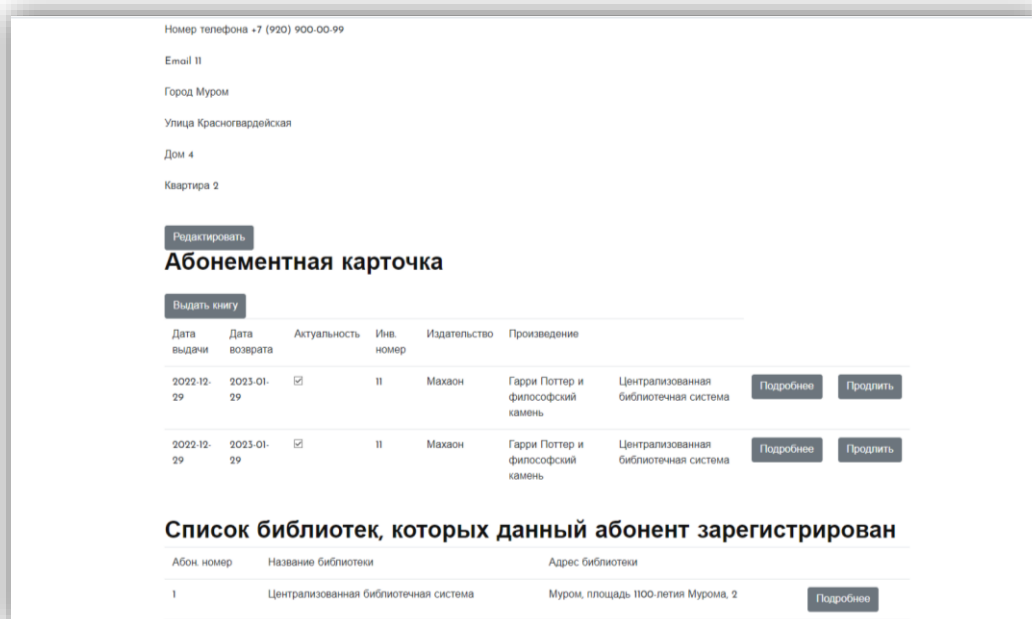 Номер телефона +7 (920) 900-00-99
Email 11
Город Муром
Улица Красногвардейская
Дом 4
Квартира 2
Редактировать
Абонементная карточка
Выдать книгу
Дата Дата Актуальность Инв. Издательство Произведение
выдачи возврата номер
2022-12- 2023-01- 11 Махаон Гарри Поттер и Централизованная Подробнее Продлить
29 29 философский библиотечная система
камень
2022-12- 2023-01- 11 Махаон Гарри Поттер и Централизованная Подробнее Продлить
29 29 философский библиотечная система
камень
Список библиотек, которых данный абонент зарегистрирован
Абон. номер Название библиотеки Адрес библиотеки
1 Централизованная библиотечная система Муром, площадь 1100-летия Мурома, 2 Подробнее